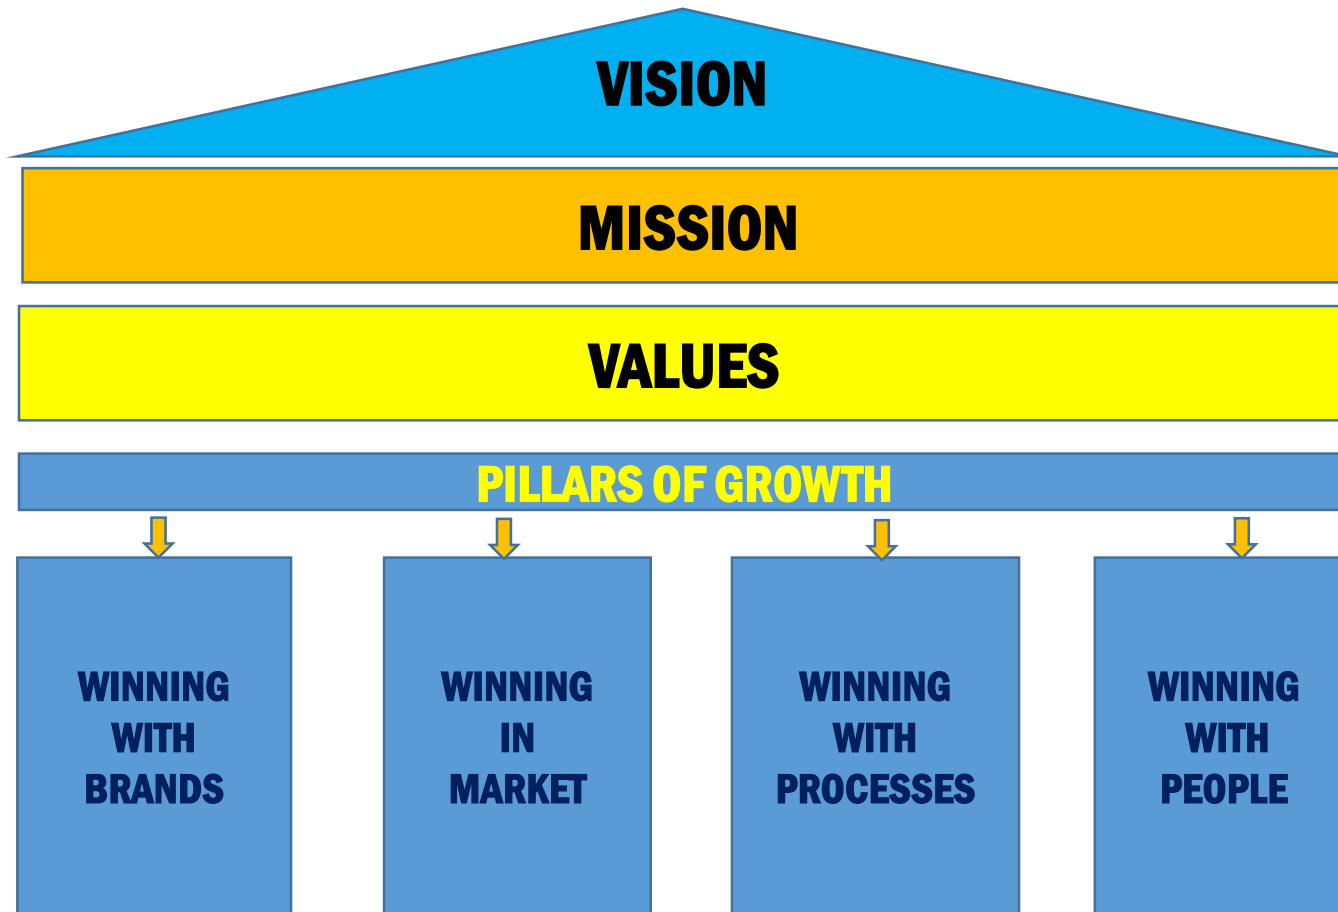 VISION
MISSION
VALUES
PILLARS OF GROWTH
WINNING
WITH
BRANDS
WINNING
IN
MARKET
WINNING
WITH
PROCESSES
WINNING
WITH
PEOPLE